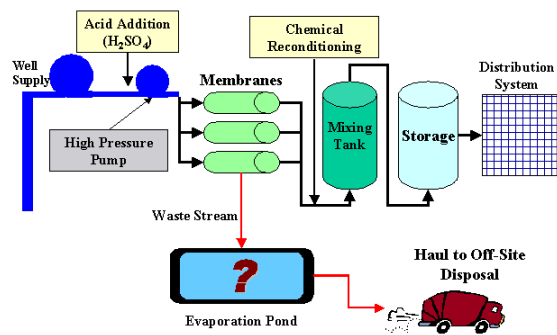 Acid Addition
(H₂SO₄)
Chemical
Reconditioning
Well
Supply
Membranes
Distribution
System
High Pressure
Pump
Mixing
Tank
Storage
Waste Stream
?
Haul to Off-Site
Disposal
Evaporation Pond